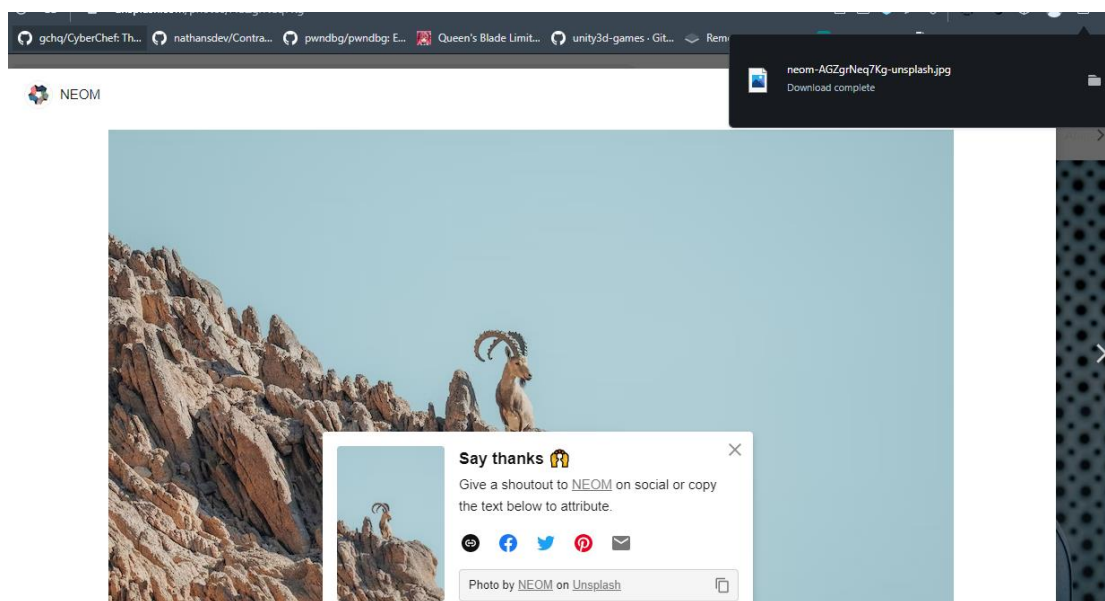 gchq/CyberChef: Th... nathansdev/Contra... pwndbg/pwndbg: E... Queen's Blade Limit... unity3d-games · Git...
neom-AGZgrNeq7Kg-unsplash.jpg
Download complete
NEOM
Say thanks 🙌
Give a shoutout to NEOM on social or copy
the text below to attribute.
Photo by NEOM on Unsplash